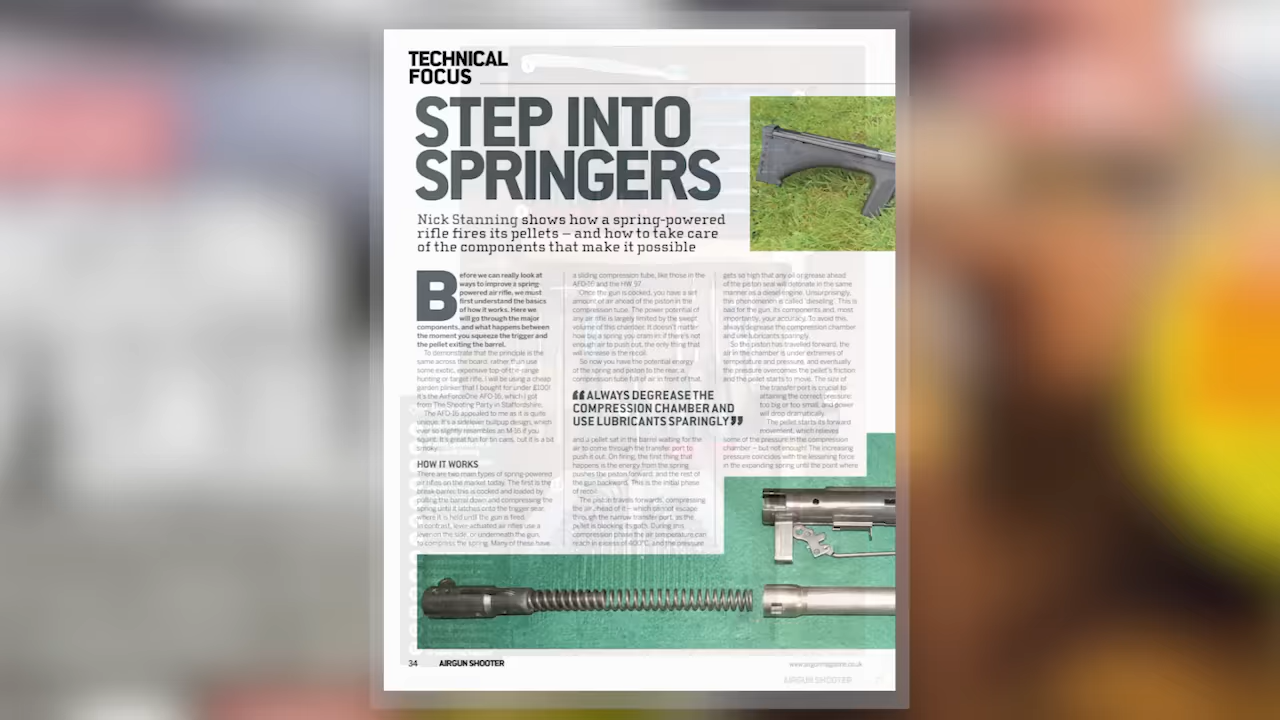 TECHNICAL
FOCUS
STEP INTO
SPRINGERS
Nick Stanning shows how a spring-powered
rifle fires its pellets – and how to take care
of the components that make it possible
Before we can really look at
ways to improve a spring-
powered air rifle, we must
first understand the basics
of how it works. Here we
will go through the major
components, and what happens between
the moment you squeeze the trigger and
the pellet exiting the barrel.
To demonstrate that the principle is the
same across the board, rather than use
some exotic, expensive top-of-the-range
hunting or target rifle, I will be using a cheap
garden plinker that I bought for under £100!
It's the AirForceOne AFO-16, which I got
from The Shooting Party in Staffordshire.
The AFO-16 appealed to me as it is quite
unique. It's a sidelever bullpup design, which
ever so slightly resembles an M-16 if you
squint. It's great fun for tin cans, but it is a bit
smoky...
HOW IT WORKS
There are two main types of spring-powered
air rifles on the market today. The first is the
break-barrel; this is cocked and loaded by
pulling the barrel down and compressing the
spring until it latches onto the trigger sear,
where it is held until the gun is fired.
In contrast, lever-actuated air rifles use a
lever on the side, or underneath the gun,
to compress the spring. Many of these have
a sliding compression tube, like those in the
AFO-16 and the HW 97.
Once the gun is cocked, you have a set
amount of air ahead of the piston in the
compression tube. The power potential of
any air rifle is largely limited by the swept
volume of this chamber. It doesn't matter
how big a spring you cram in; if there's not
enough air to push out, the only thing that
will increase is the recoil.
So now you have the potential energy
of the spring and piston to the rear, a
compression tube full of air in front of that,
❝ALWAYS DEGREASE THE
COMPRESSION CHAMBER AND
USE LUBRICANTS SPARINGLY❞
and a pellet sat in the barrel waiting for the
air to come through the transfer port to
push it out. On firing, the first thing that
happens is the energy from the spring
pushes the piston forward, and the rest of
the gun backward. This is the initial phase
of recoil.
The piston travels forwards, compressing
the air ahead of it – which cannot escape
through the narrow transfer port, as the
pellet is blocking its path. During this
compression phase the air temperature can
reach in excess of 400°C, and the pressure
gets so high that any oil or grease ahead
of the piston seal will detonate in the same
manner as a diesel engine. Unsurprisingly,
this phenomenon is called 'dieseling'. This is
bad for the gun, its components and, most
importantly, your accuracy. To avoid this,
always degrease the compression chamber
and use lubricants sparingly.
So the piston has travelled forward, the
air in the chamber is under extremes of
temperature and pressure, and eventually
the pressure overcomes the pellet's friction
and the pellet starts to move. The size of
the transfer port is crucial to
attaining the correct pressure:
too big or too small, and power
will drop dramatically.
The pellet starts its forward
movement, which relieves
some of the pressure in the compression
chamber – but not enough! The increasing
pressure coincides with the lessening force
in the expanding spring until the point where
34 AIRGUN SHOOTER
www.airgunmagazine.co.uk
AIRGUN SHOOTER